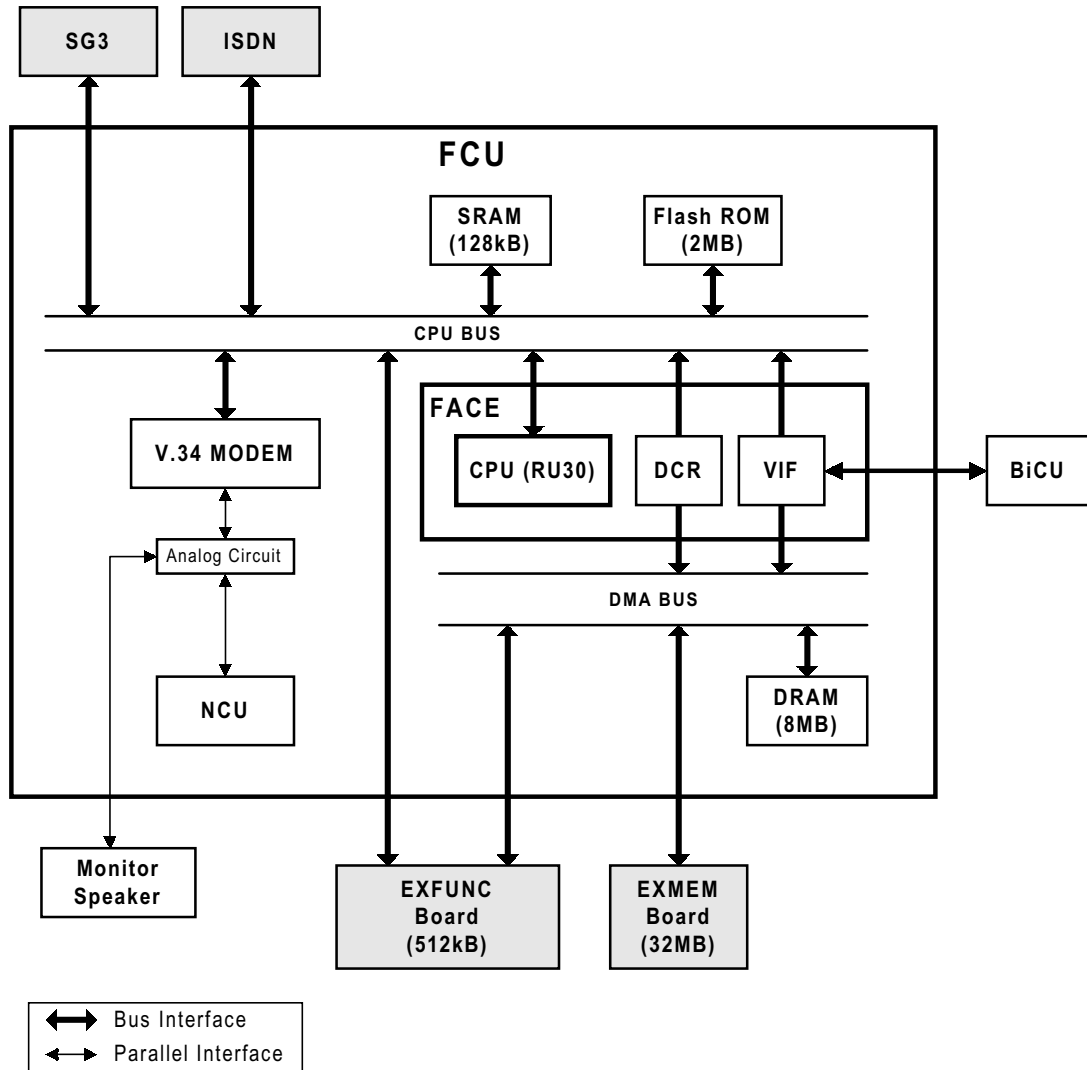 SG3
ISDN
FCU
SRAM
(128kB)
Flash ROM
(2MB)
CPU BUS
FACE
V.34 MODEM
CPU (RU30)
DCR
VIF
BiCU
Analog Circuit
DMA BUS
NCU
DRAM
(8MB)
Monitor
Speaker
EXFUNC
Board
(512kB)
EXMEM
Board
(32MB)
Bus Interface
Parallel Interface